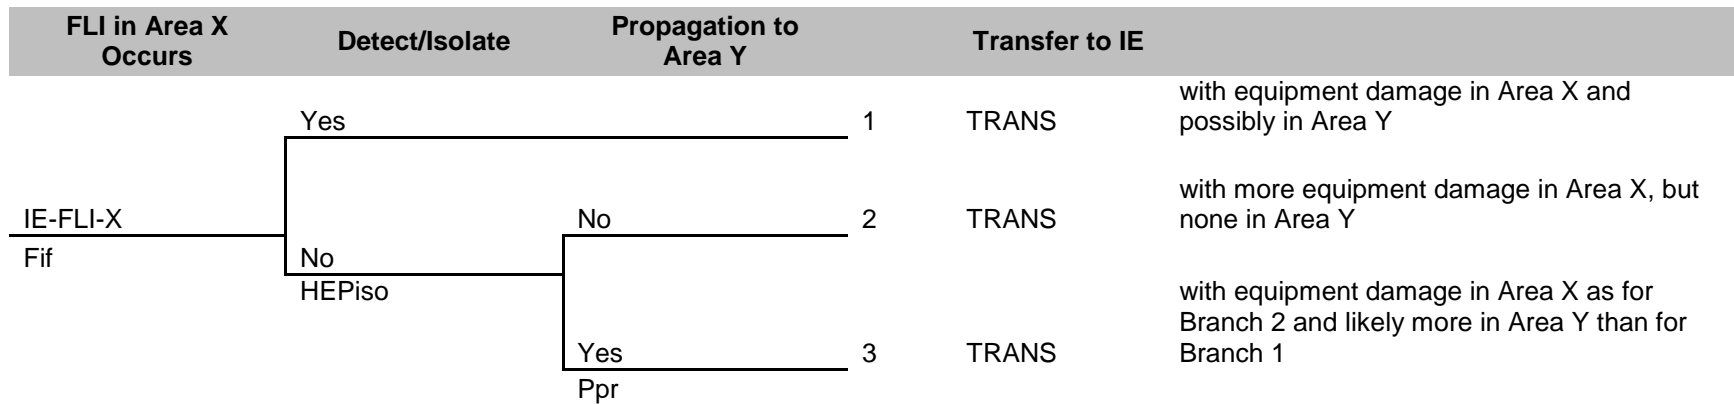 FLI in Area X
Occurs
Detect/Isolate
Propagation to
Area Y
Transfer to IE
Yes
1
TRANS
with equipment damage in Area X and
possibly in Area Y
IE-FLI-X
Fif
No
2
TRANS
with more equipment damage in Area X, but
none in Area Y
No
HEPiso
Yes
Ppr
3
TRANS
with equipment damage in Area X as for
Branch 2 and likely more in Area Y than for
Branch 1